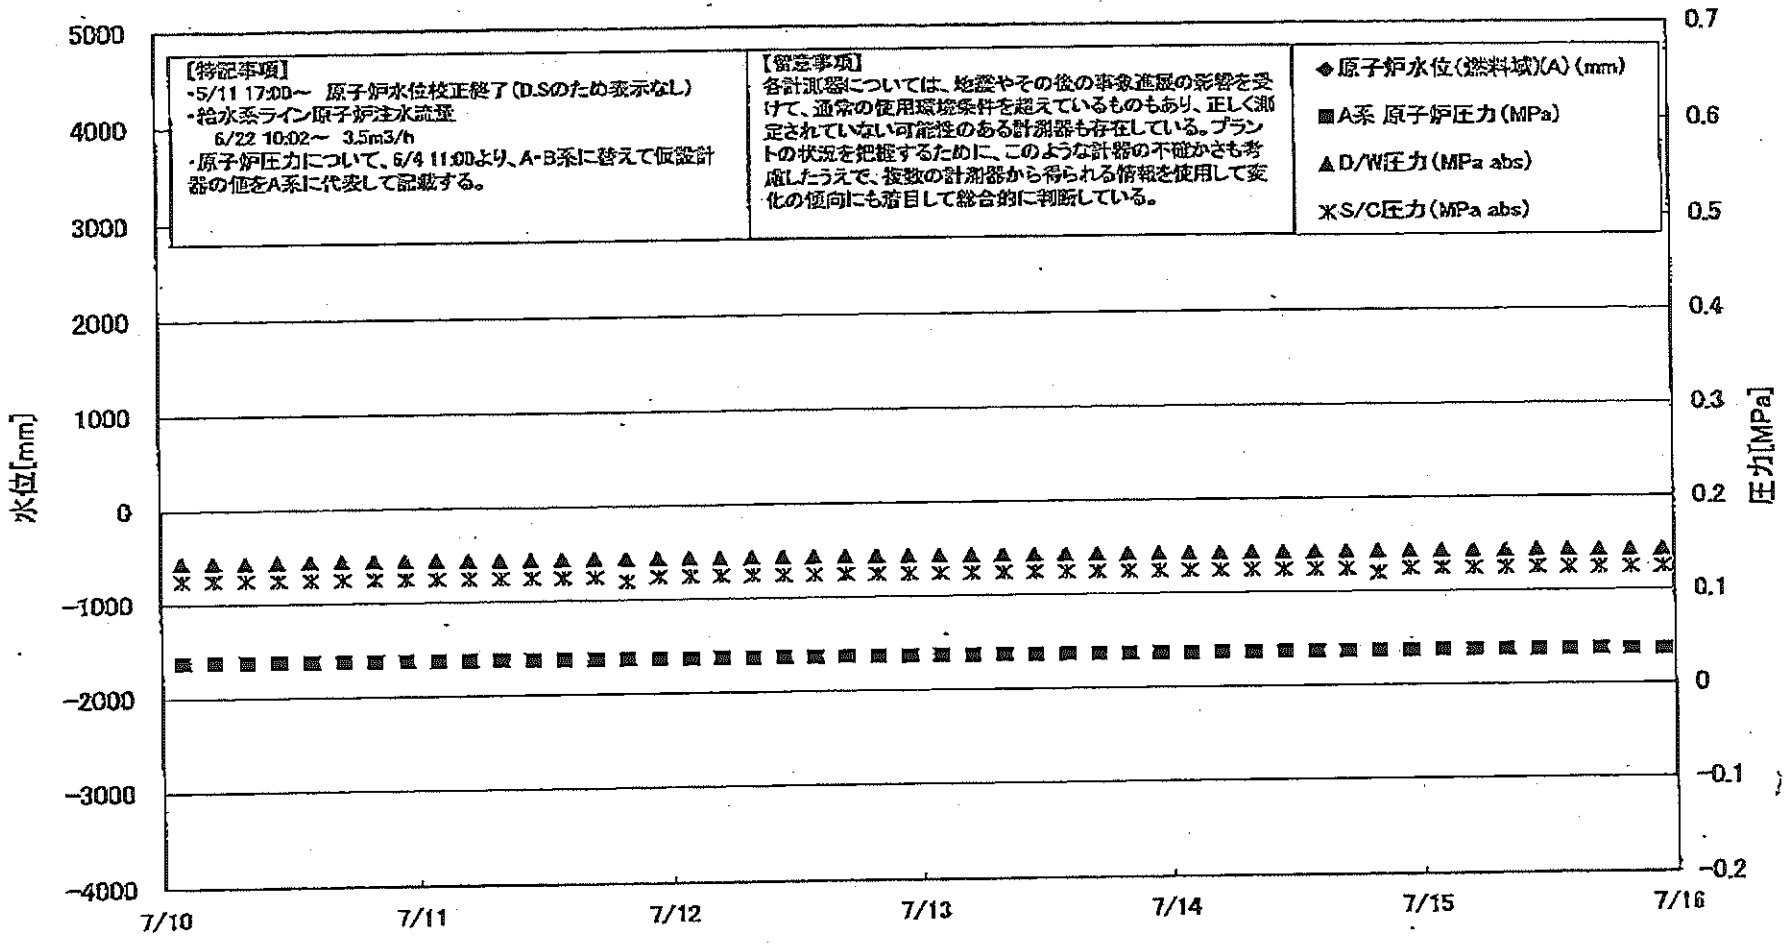 5000
4000
3000
2000
1000
0
-1000
-2000
-3000
-4000
水位[mm]
【特記事項】
・5/11 17:00～ 原子炉水位校正終了(D.Sのため表示なし)
・給水系ライン原子炉注水流量
6/22 10:02～ 3.5m3/h
・原子炉圧力について、6/4 11:00より、A・B系に替えて仮設計
器の値をA系に代表して記載する。
【留意事項】
各計測器については、地震やその後の事象進展の影響を受
けて、通常の使用環境条件を超えているものもあり、正しく測
定されていない可能性のある計測器も存在している。プラン
トの状況を把握するために、このような計器の不確かさも考
慮したうえで、複数の計測器から得られる情報を使用して変
化の傾向にも着目して総合的に判断している。
原子炉水位(燃料域)(A)(mm)
A系 原子炉圧力(MPa)
D/W圧力(MPa abs)
S/C圧力(MPa abs)
0.7
0.6
0.5
0.4
0.3
0.2
0.1
0
-0.1
-0.2
圧力[MPa]
7/10
7/11
7/12
7/13
7/14
7/15
7/16